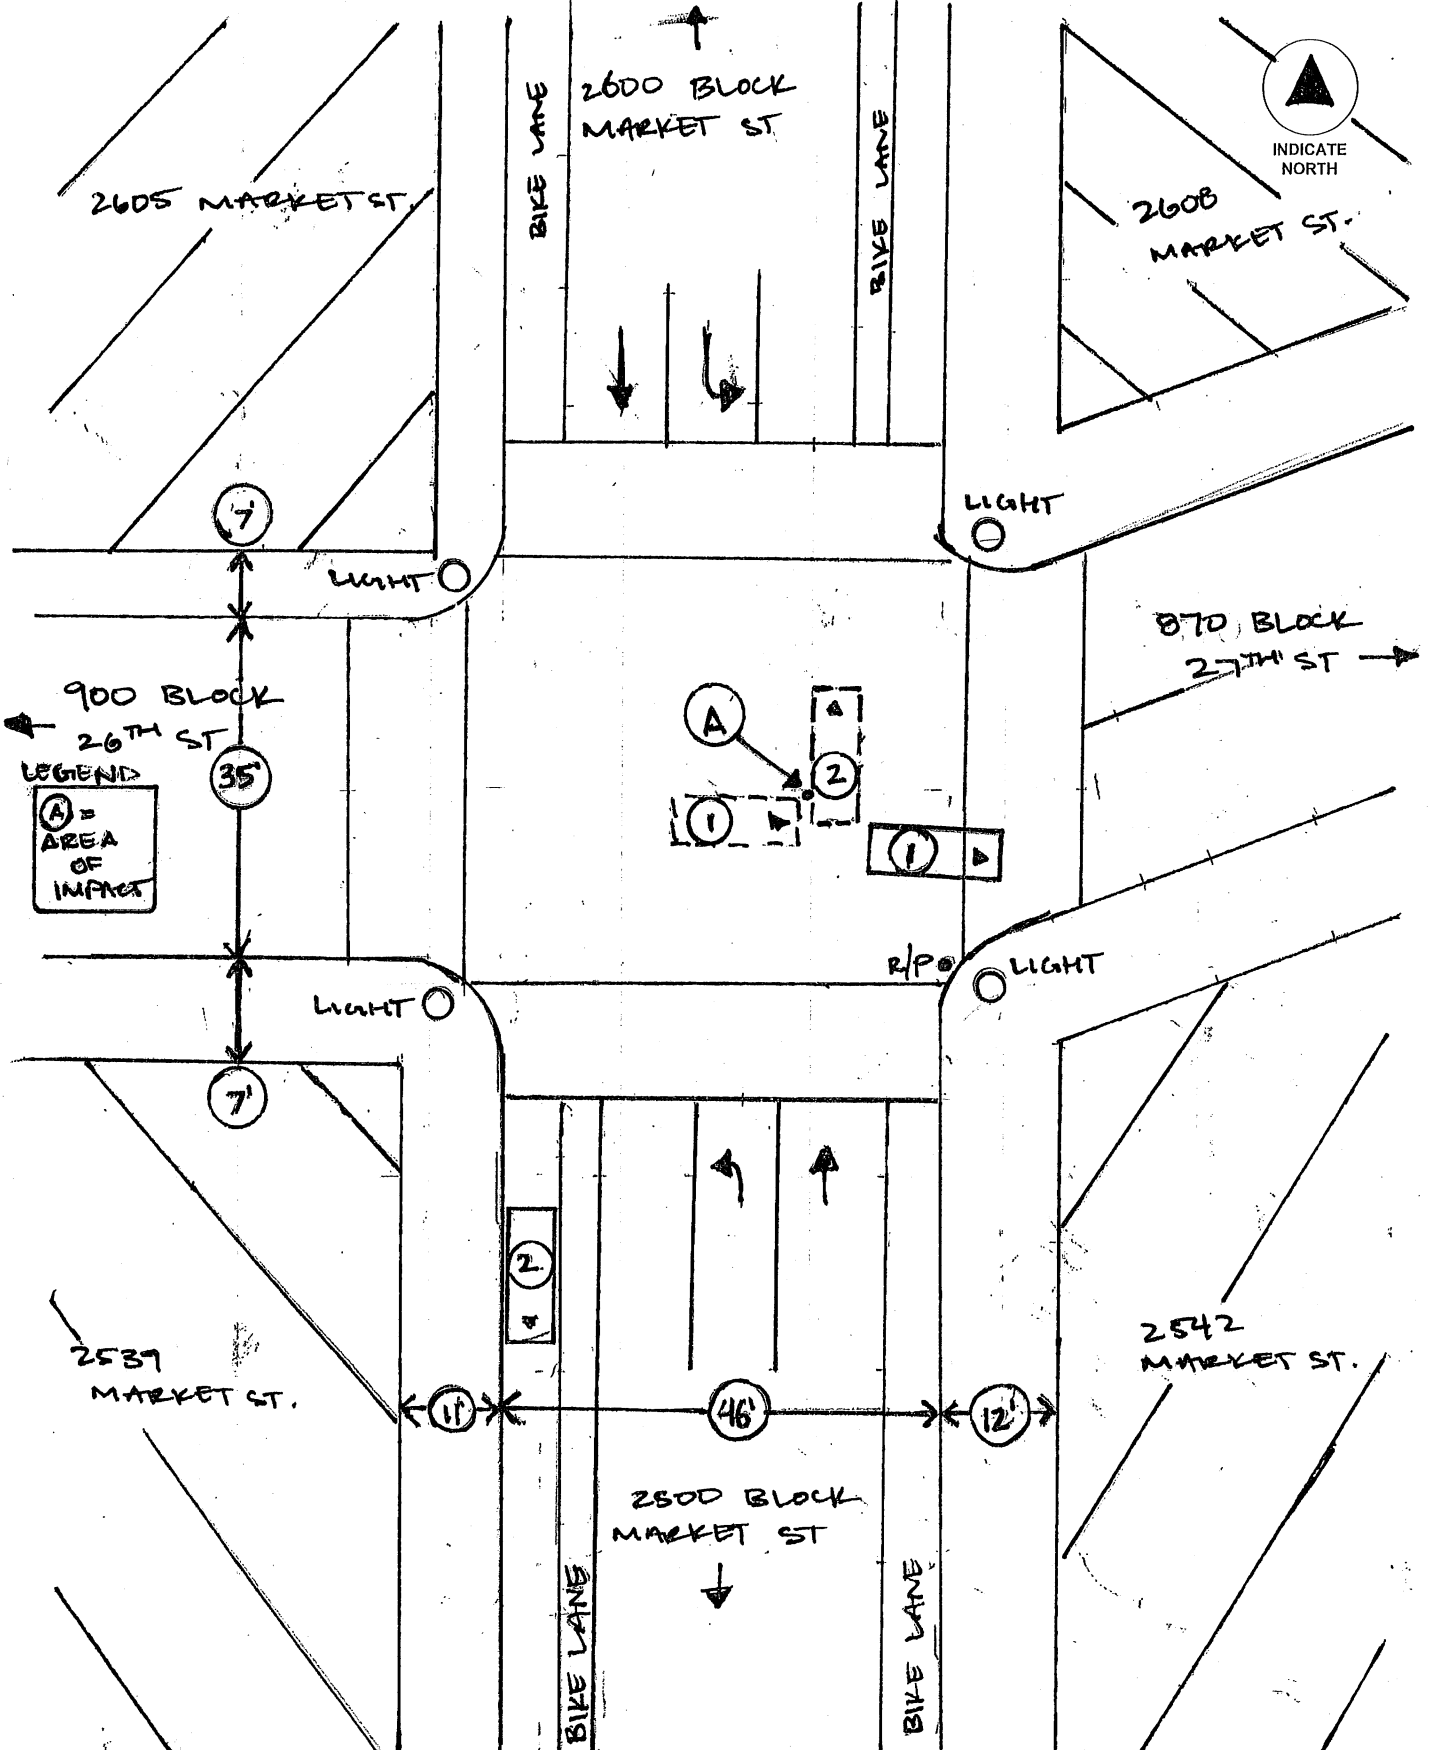 2600 BLOCK
MARKET ST
BIKE LANE
BIKE LANE
INDICATE
NORTH
2605 MARKET ST.
2608
MARKET ST.
7'
LIGHT
LIGHT
870 BLOCK
27TH ST
900 BLOCK
26TH ST
35'
LEGEND
A =
AREA
OF
IMPACT
A
2
1
1
R/P
LIGHT
LIGHT
7'
2
2539
MARKET ST.
2542
MARKET ST.
11'
46'
12'
2500 BLOCK
MARKET ST
BIKE LANE
BIKE LANE